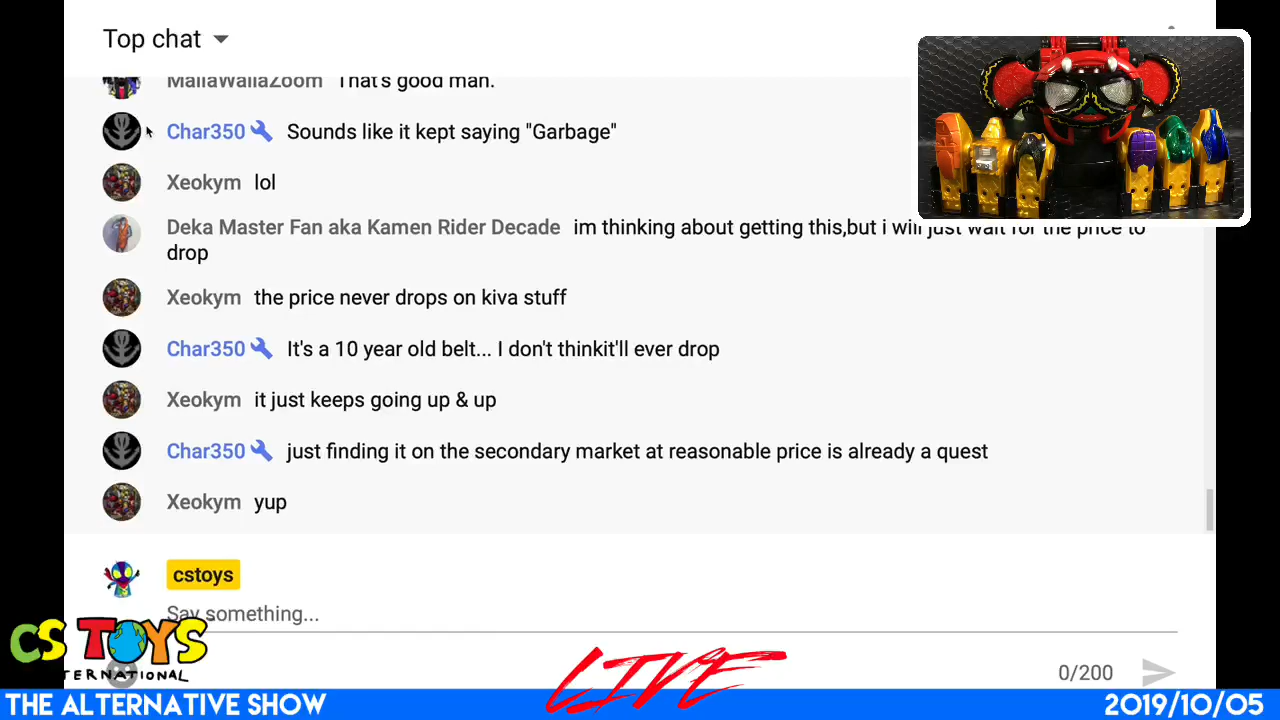 Top chat
MallaWallaZoom That's good man.
Char350 Sounds like it kept saying "Garbage"
Xeokym lol
Deka Master Fan aka Kamen Rider Decade im thinking about getting this,but i will just wait for the price to
drop
Xeokym the price never drops on kiva stuff
Char350 It's a 10 year old belt... I don't thinkit'll ever drop
Xeokym it just keeps going up & up
Char350 just finding it on the secondary market at reasonable price is already a quest
Xeokym yup
cstoys
Say something...
CS TOYS
TERNATIONAL
LIVE
0/200
THE ALTERNATIVE SHOW
2019/10/05